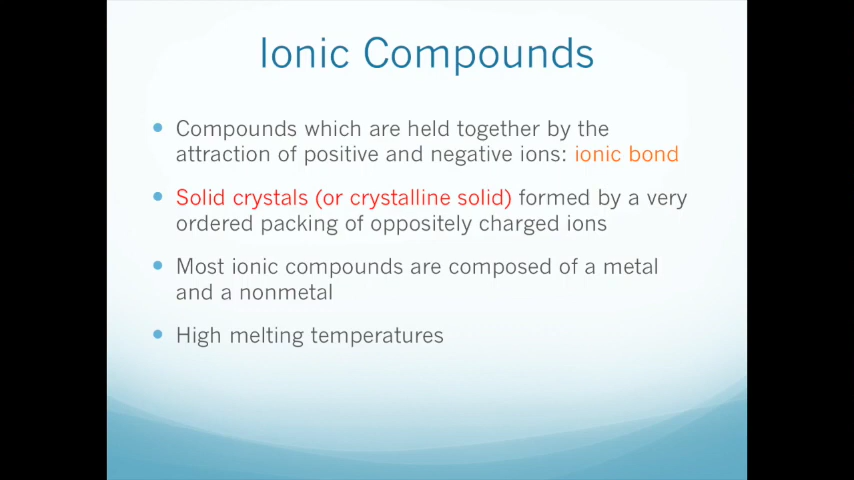 Ionic Compounds
• Compounds which are held together by the
attraction of positive and negative ions: ionic bond
• Solid crystals (or crystalline solid) formed by a very
ordered packing of oppositely charged ions
• Most ionic compounds are composed of a metal
and a nonmetal
• High melting temperatures